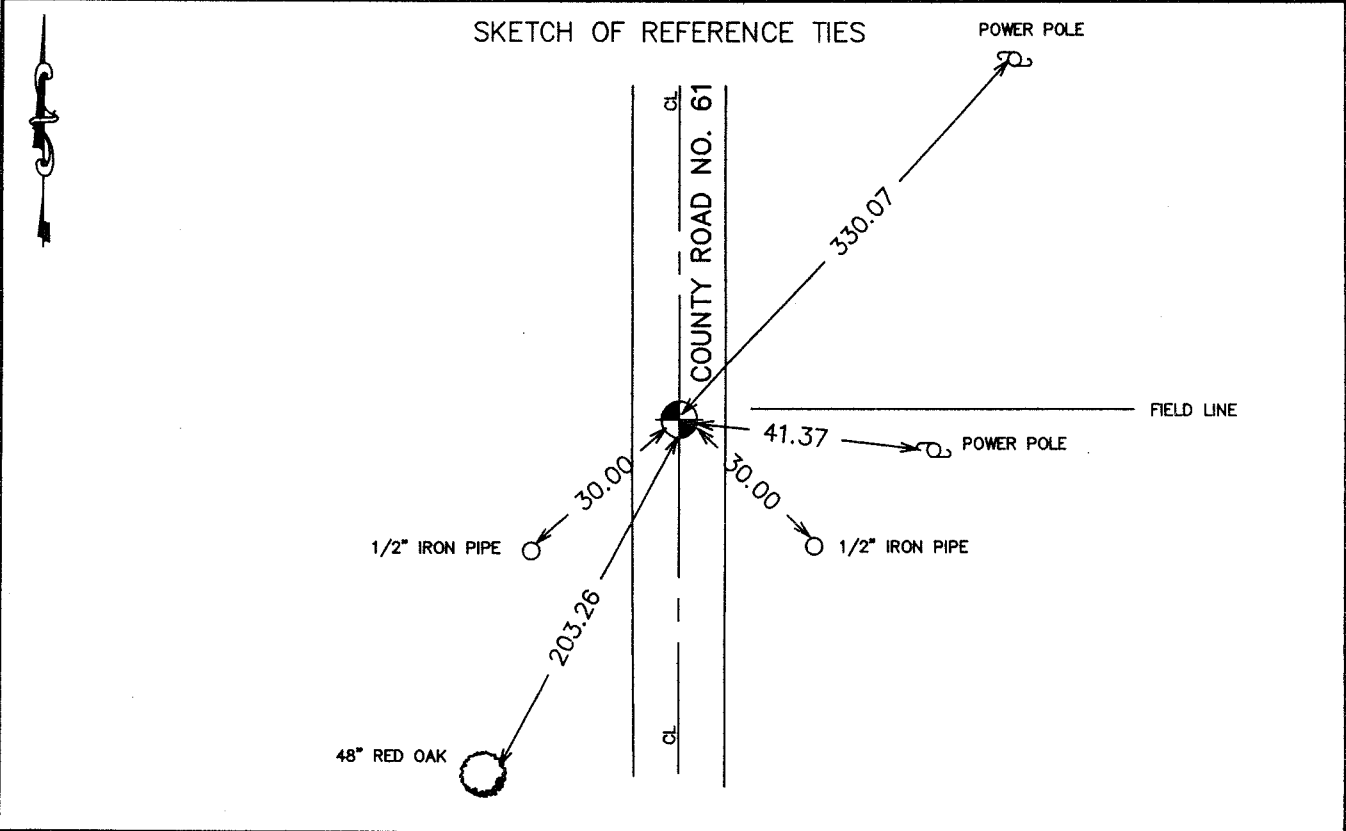 SKETCH OF REFERENCE TIES
POWER POLE
CL
COUNTY ROAD NO. 61
330.07
FIELD LINE
41.37
POWER POLE
30.00
30.00
1/2" IRON PIPE
1/2" IRON PIPE
203.26
CL
48" RED OAK